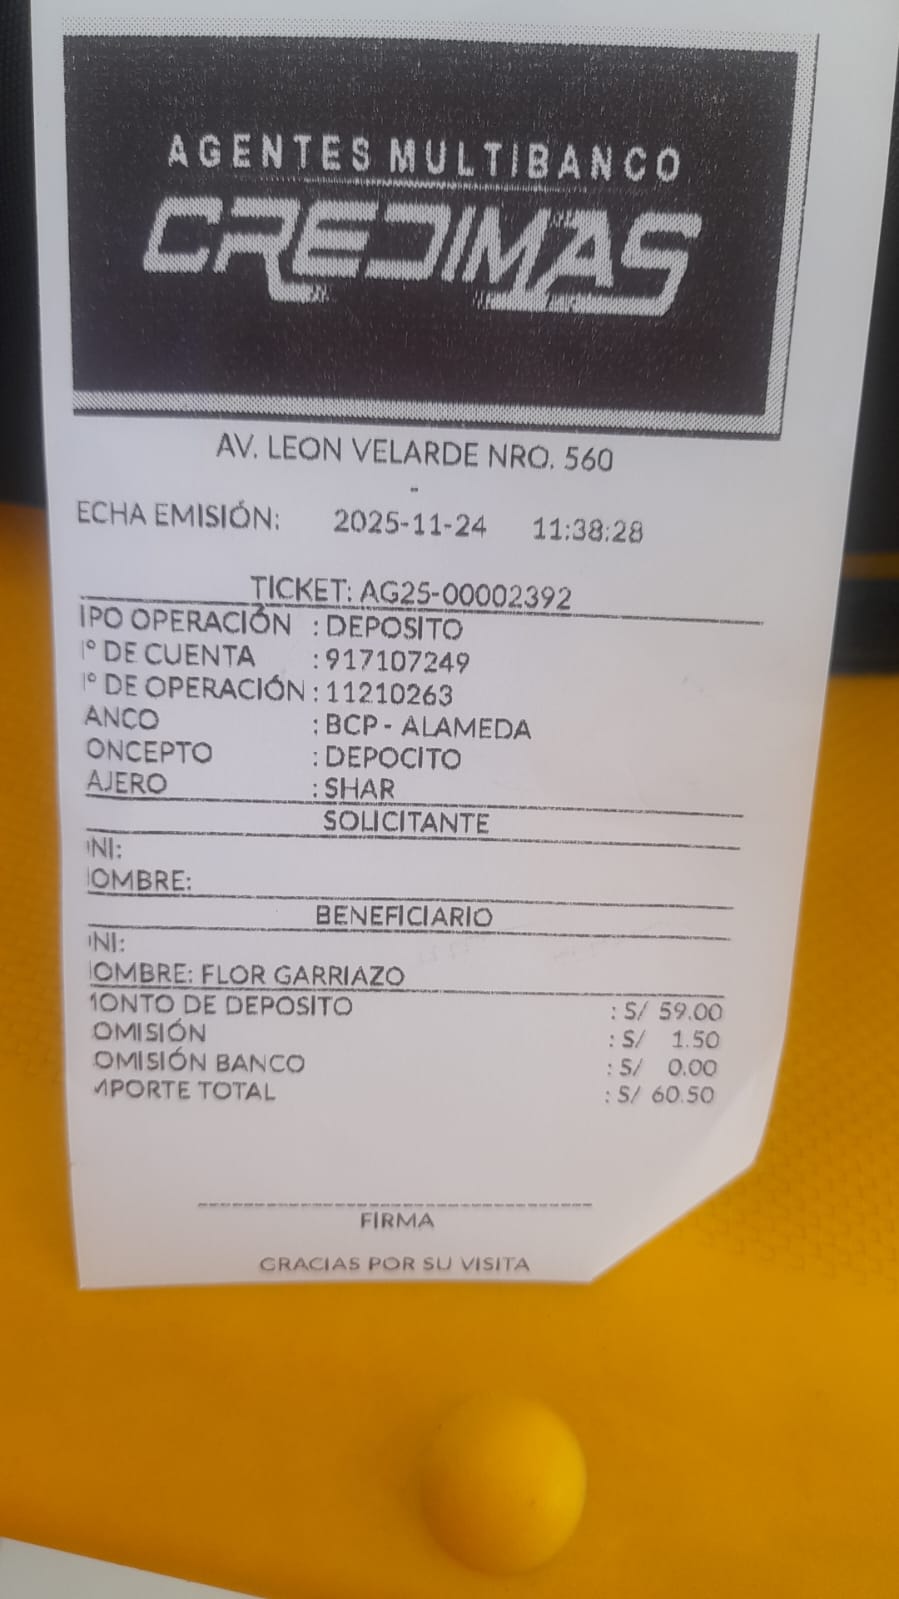 AGENTES MULTIBANCO
CREDIMAS
AV. LEON VELARDE NRO. 560
-
ECHA EMISIÓN: 2025-11-24 11:38:28
TICKET: AG25-00002392
IPO OPERACIÓN : DEPOSITO
° DE CUENTA : 917107249
° DE OPERACIÓN : 11210263
ANCO : BCP - ALAMEDA
ONCEPTO : DEPOCITO
AJERO : SHAR
SOLICITANTE
NI:
OMBRE:
BENEFICIARIO
NI:
OMBRE: FLOR GARRIAZO
MONTO DE DEPOSITO : S/ 59.00
OMISIÓN : S/ 1.50
OMISIÓN BANCO : S/ 0.00
MPORTE TOTAL : S/ 60.50
FIRMA
GRACIAS POR SU VISITA